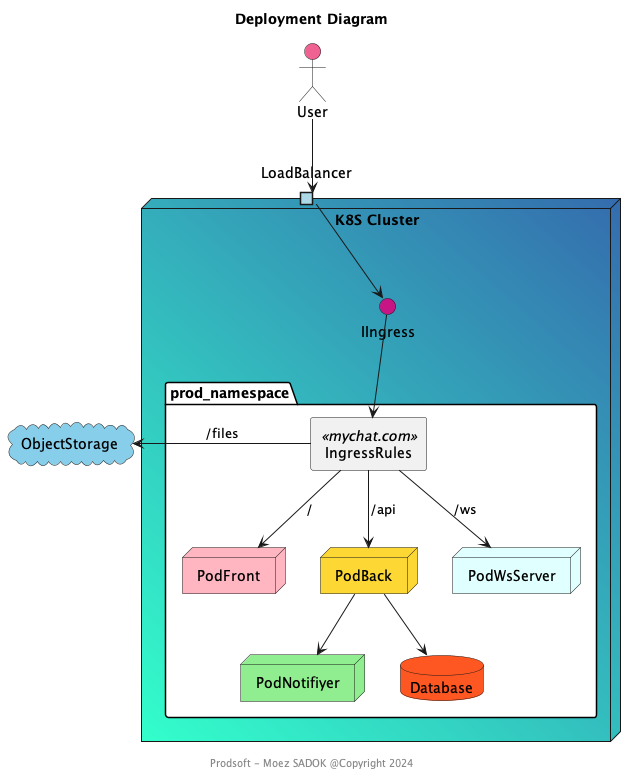 Deployment Diagram
User
LoadBalancer
K8S Cluster
IIngress
prod_namespace
«mychat.com»
IngressRules
/files
ObjectStorage
/
/api
/ws
PodFront
PodBack
PodWsServer
PodNotifiyer
Database
Prodsoft - Moez SADOK @Copyright 2024